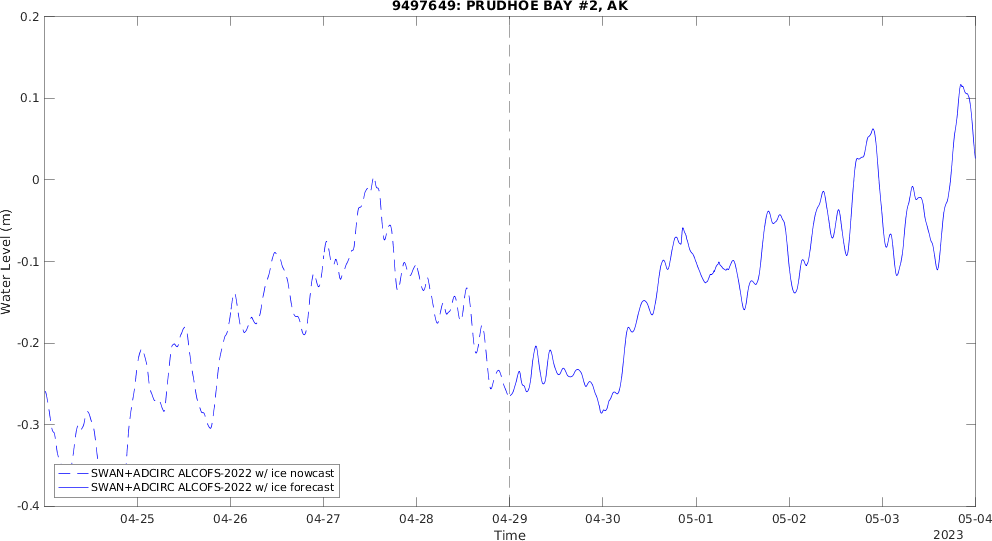 9497649: PRUDHOE BAY #2, AK
0.2
0.1
0
-0.1
-0.2
-0.3
-0.4
Water Level (m)
SWAN+ADCIRC ALCOFS-2022 w/ ice nowcast
SWAN+ADCIRC ALCOFS-2022 w/ ice forecast
04-25 04-26 04-27 04-28 04-29 04-30 05-01 05-02 05-03 05-04
Time
2023